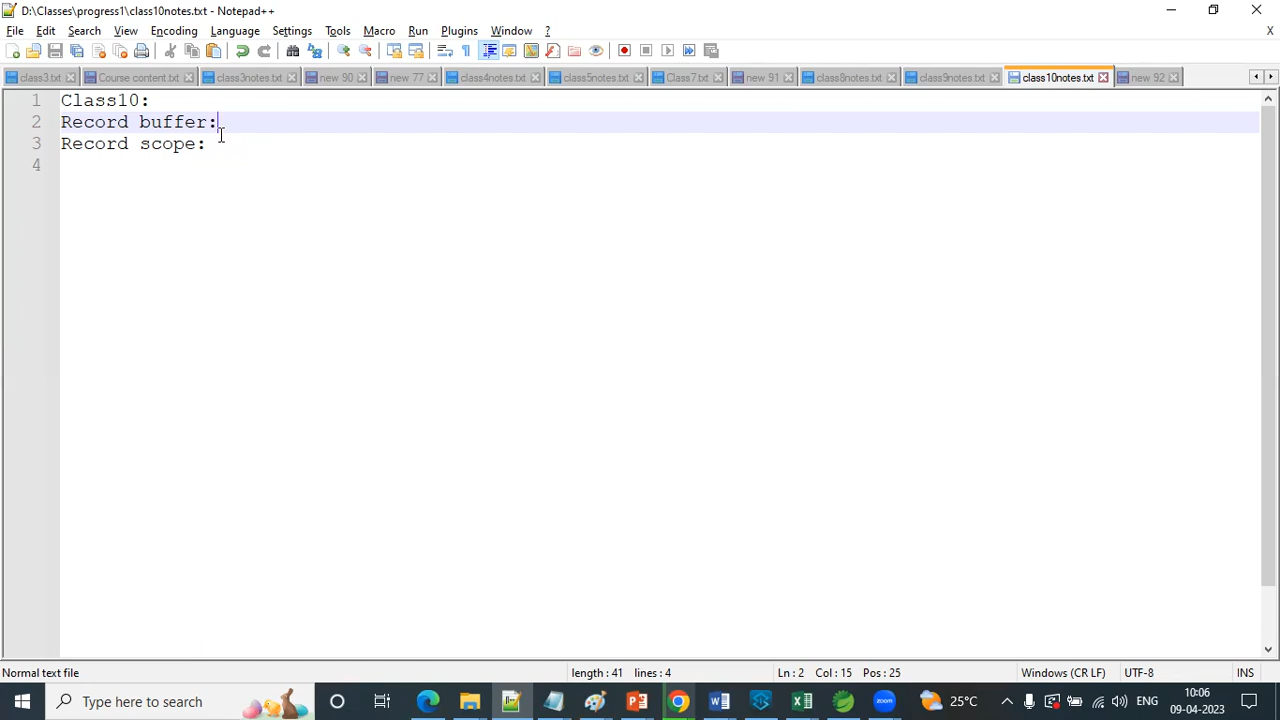 D:\Classes\progress1\class10notes.txt - Notepad++
File Edit Search View Encoding Language Settings Tools Macro Run Plugins Window ? X
class3.txt Course content.txt class3notes.txt new 90 new 77 class4notes.txt class5notes.txt Class7.txt new 91 class8notes.txt class9notes.txt class10notes.txt new 92
1 Class10:
2 Record buffer:
3 Record scope:
4
Normal text file length : 41 lines : 4 Ln : 2 Col : 15 Pos : 25 Windows (CR LF) UTF-8 INS
Type here to search 25°C ENG 10:06
09-04-2023